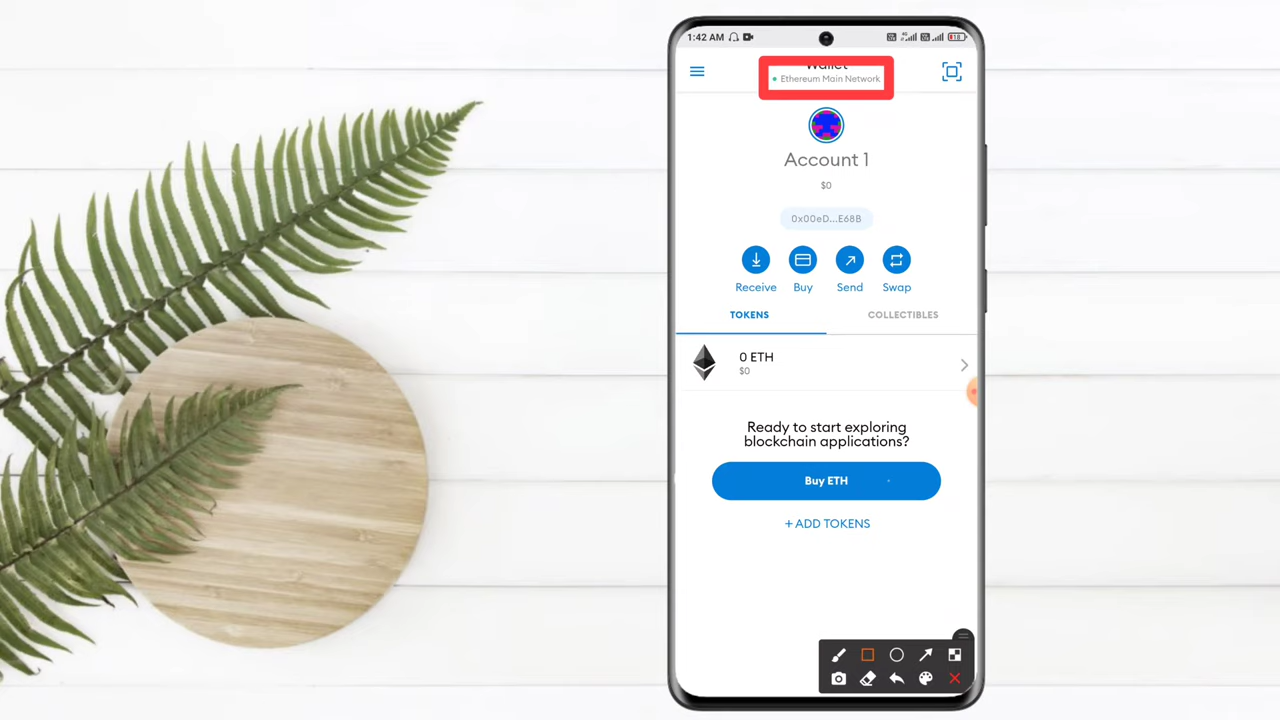 1:42 AM
Wallet
Ethereum Main Network
Account 1
$0
0x00eD...E68B
Receive Buy Send Swap
TOKENS COLLECTIBLES
0 ETH
$0
Ready to start exploring
blockchain applications?
Buy ETH
+ ADD TOKENS